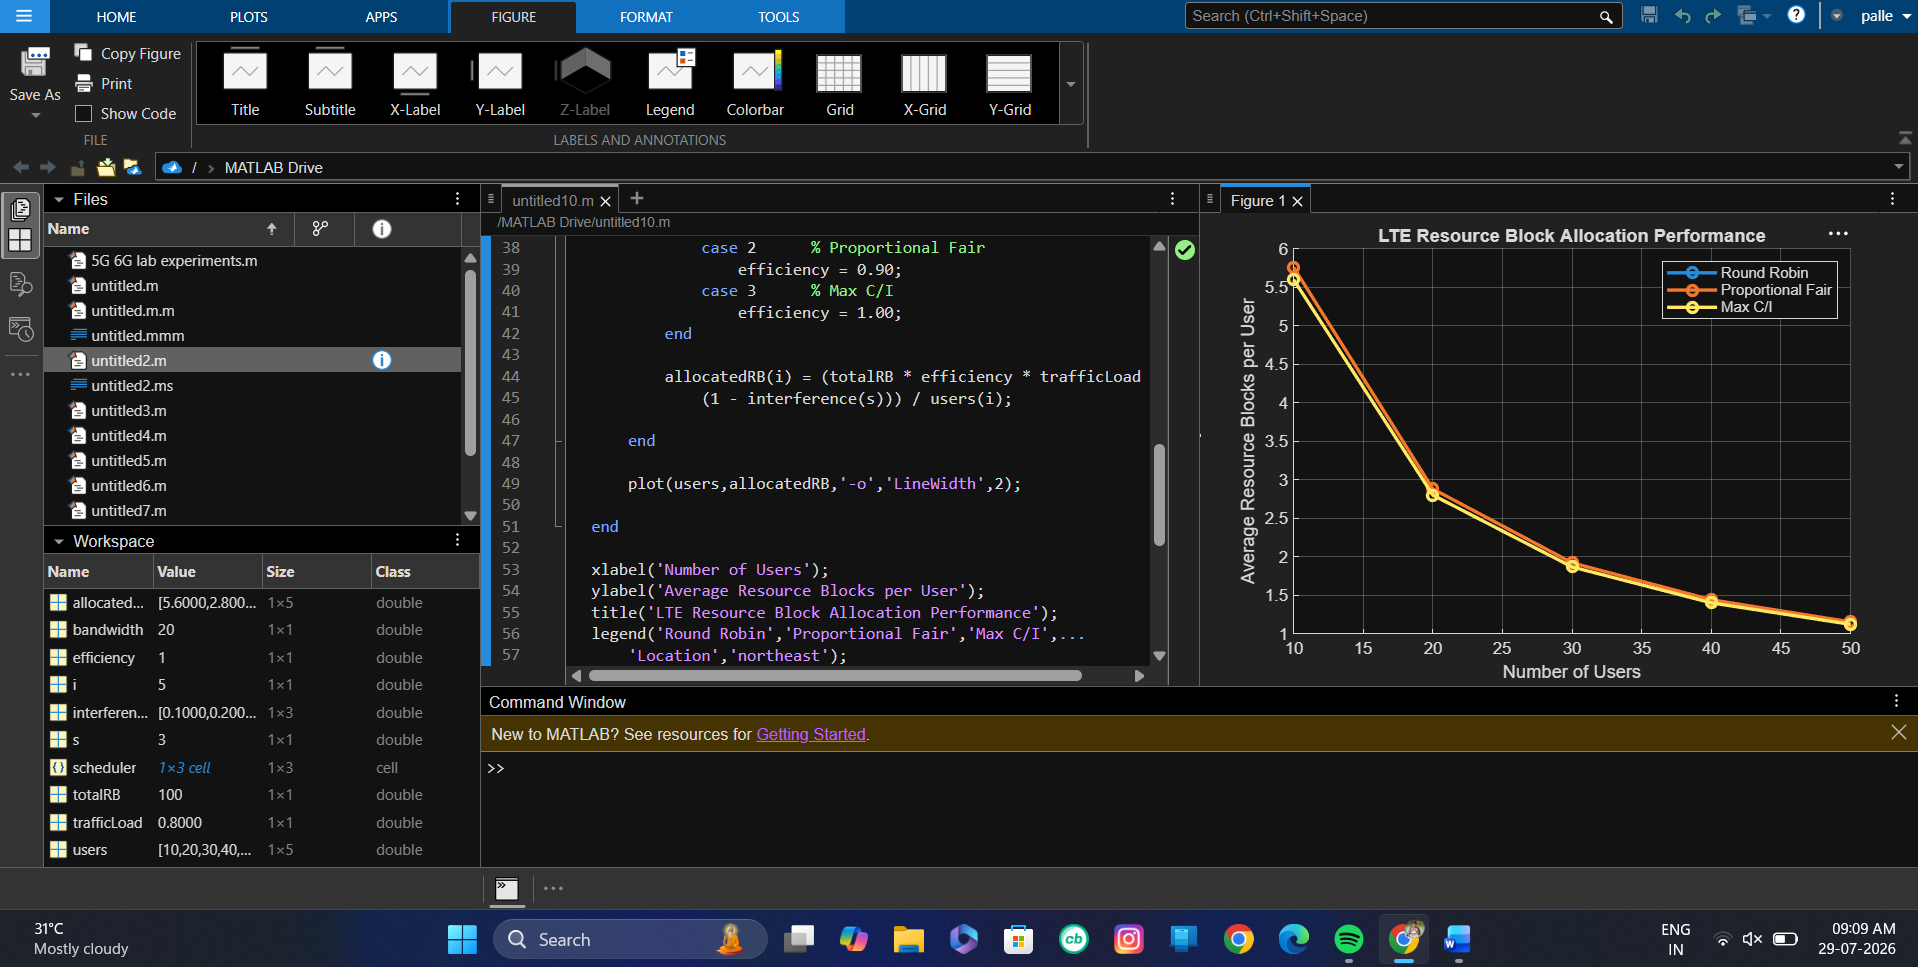 HOME PLOTS APPS FIGURE FORMAT TOOLS Search (Ctrl+Shift+Space) palle
Save As
Copy Figure
Print
Show Code
FILE
Title Subtitle X-Label Y-Label Z-Label Legend Colorbar Grid X-Grid Y-Grid
LABELS AND ANNOTATIONS
/ › MATLAB Drive
Files
Name
5G 6G lab experiments.m
untitled.m
untitled.m.m
untitled.mmm
untitled2.m
untitled2.ms
untitled3.m
untitled4.m
untitled5.m
untitled6.m
untitled7.m
Workspace
Name Value Size Class
allocated... [5.6000,2.800... 1×5 double
bandwidth 20 1×1 double
efficiency 1 1×1 double
i 5 1×1 double
interferen... [0.1000,0.200... 1×3 double
s 3 1×1 double
scheduler 1×3 cell 1×3 cell
totalRB 100 1×1 double
trafficLoad 0.8000 1×1 double
users [10,20,30,40,... 1×5 double
untitled10.m
/MATLAB Drive/untitled10.m
38 case 2 % Proportional Fair
39 efficiency = 0.90;
40 case 3 % Max C/I
41 efficiency = 1.00;
42 end
43
44 allocatedRB(i) = (totalRB * efficiency * trafficLoad
45 (1 - interference(s))) / users(i);
46
47 end
48
49 plot(users,allocatedRB,'-o','LineWidth',2);
50
51 end
52
53 xlabel('Number of Users');
54 ylabel('Average Resource Blocks per User');
55 title('LTE Resource Block Allocation Performance');
56 legend('Round Robin','Proportional Fair','Max C/I',...
57 'Location','northeast');
Figure 1
LTE Resource Block Allocation Performance
Round Robin
Proportional Fair
Max C/I
Average Resource Blocks per User
6
5.5
5
4.5
4
3.5
3
2.5
2
1.5
1
10 15 20 25 30 35 40 45 50
Number of Users
Command Window
New to MATLAB? See resources for Getting Started.
>>
31°C
Mostly cloudy
Search
cb
W
ENG
IN
09:09 AM
29-07-2026